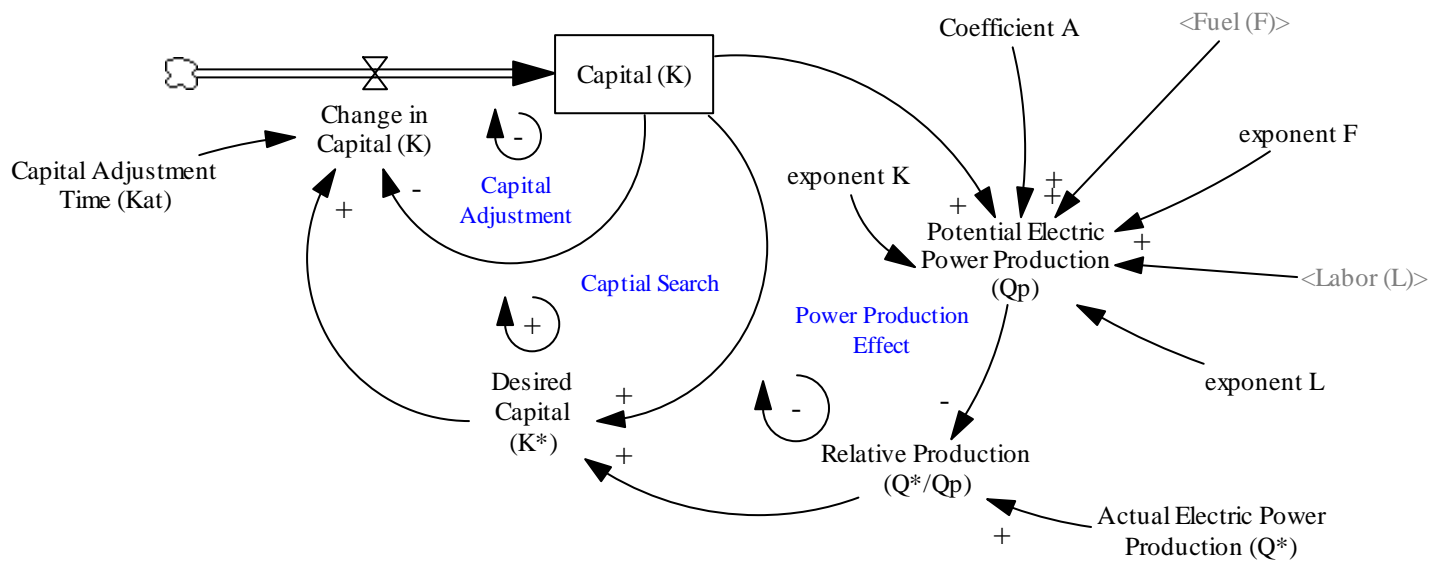 Coefficient A
<Fuel (F)>
Capital (K)
Change in
Capital (K)
-
exponent F
Capital Adjustment
Time (Kat)
exponent K
Capital
Adjustment
-
+
+
+
+
Potential Electric
Power Production
(Qp)
+
<Labor (L)>
Captial Search
Power Production
Effect
+
Desired
Capital
(K*)
+
-
-
exponent L
+
Relative Production
(Q*/Qp)
Actual Electric Power
Production (Q*)
+